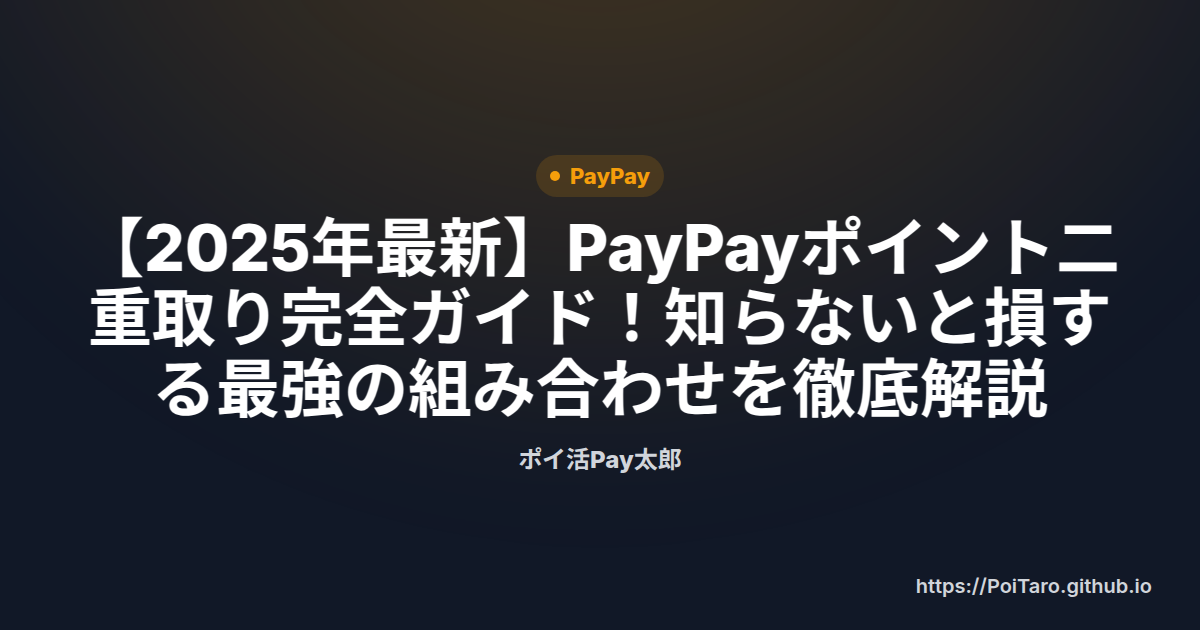 PayPay
【2025年最新】PayPayポイント二
重取り完全ガイド！知らないと損す
る最強の組み合わせを徹底解説
ポイ活Pay太郎
https://PoiTaro.github.io